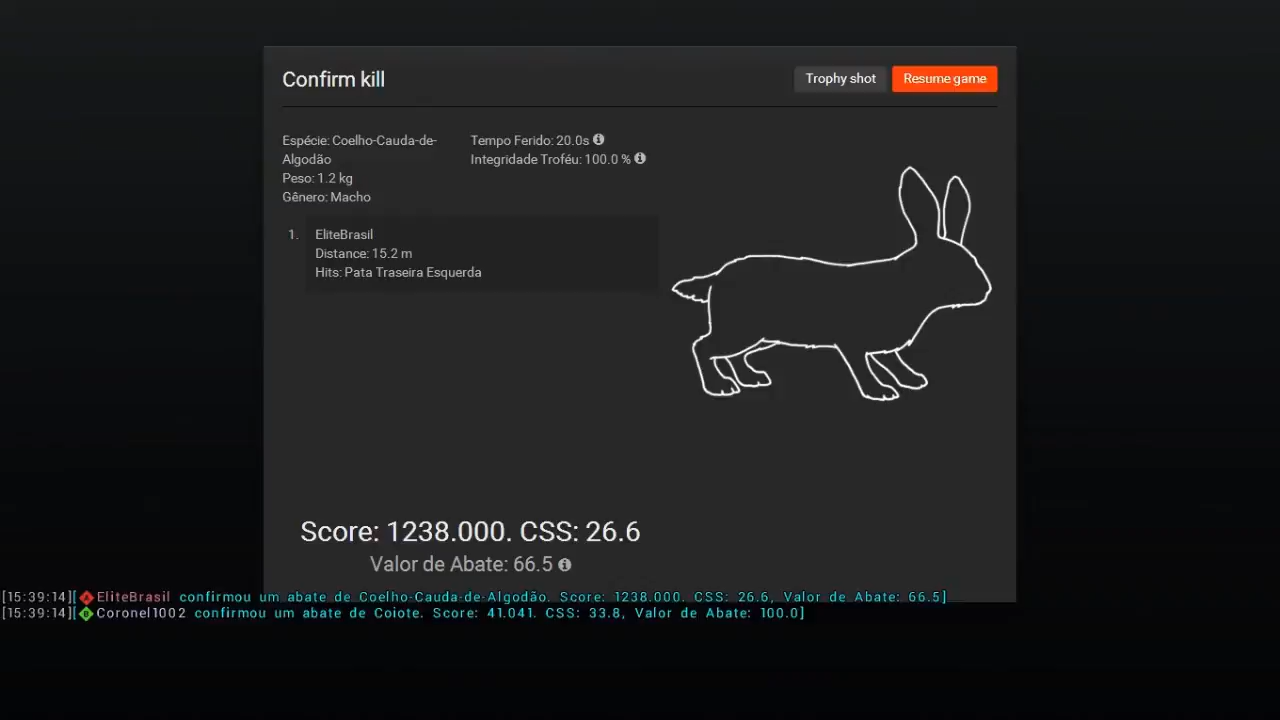 Confirm kill
Trophy shot
Resume game
Espécie: Coelho-Cauda-de-
Algodão
Peso: 1.2 kg
Gênero: Macho
Tempo Ferido: 20.0s
Integridade Troféu: 100.0 %
1. EliteBrasil
Distance: 15.2 m
Hits: Pata Traseira Esquerda
Score: 1238.000. CSS: 26.6
Valor de Abate: 66.5
[15:39:14][ A EliteBrasil confirmou um abate de Coelho-Cauda-de-Algodão. Score: 1238.000. CSS: 26.6, Valor de Abate: 66.5]
[15:39:14][ B Coronel1002 confirmou um abate de Coiote. Score: 41.041. CSS: 33.8, Valor de Abate: 100.0]